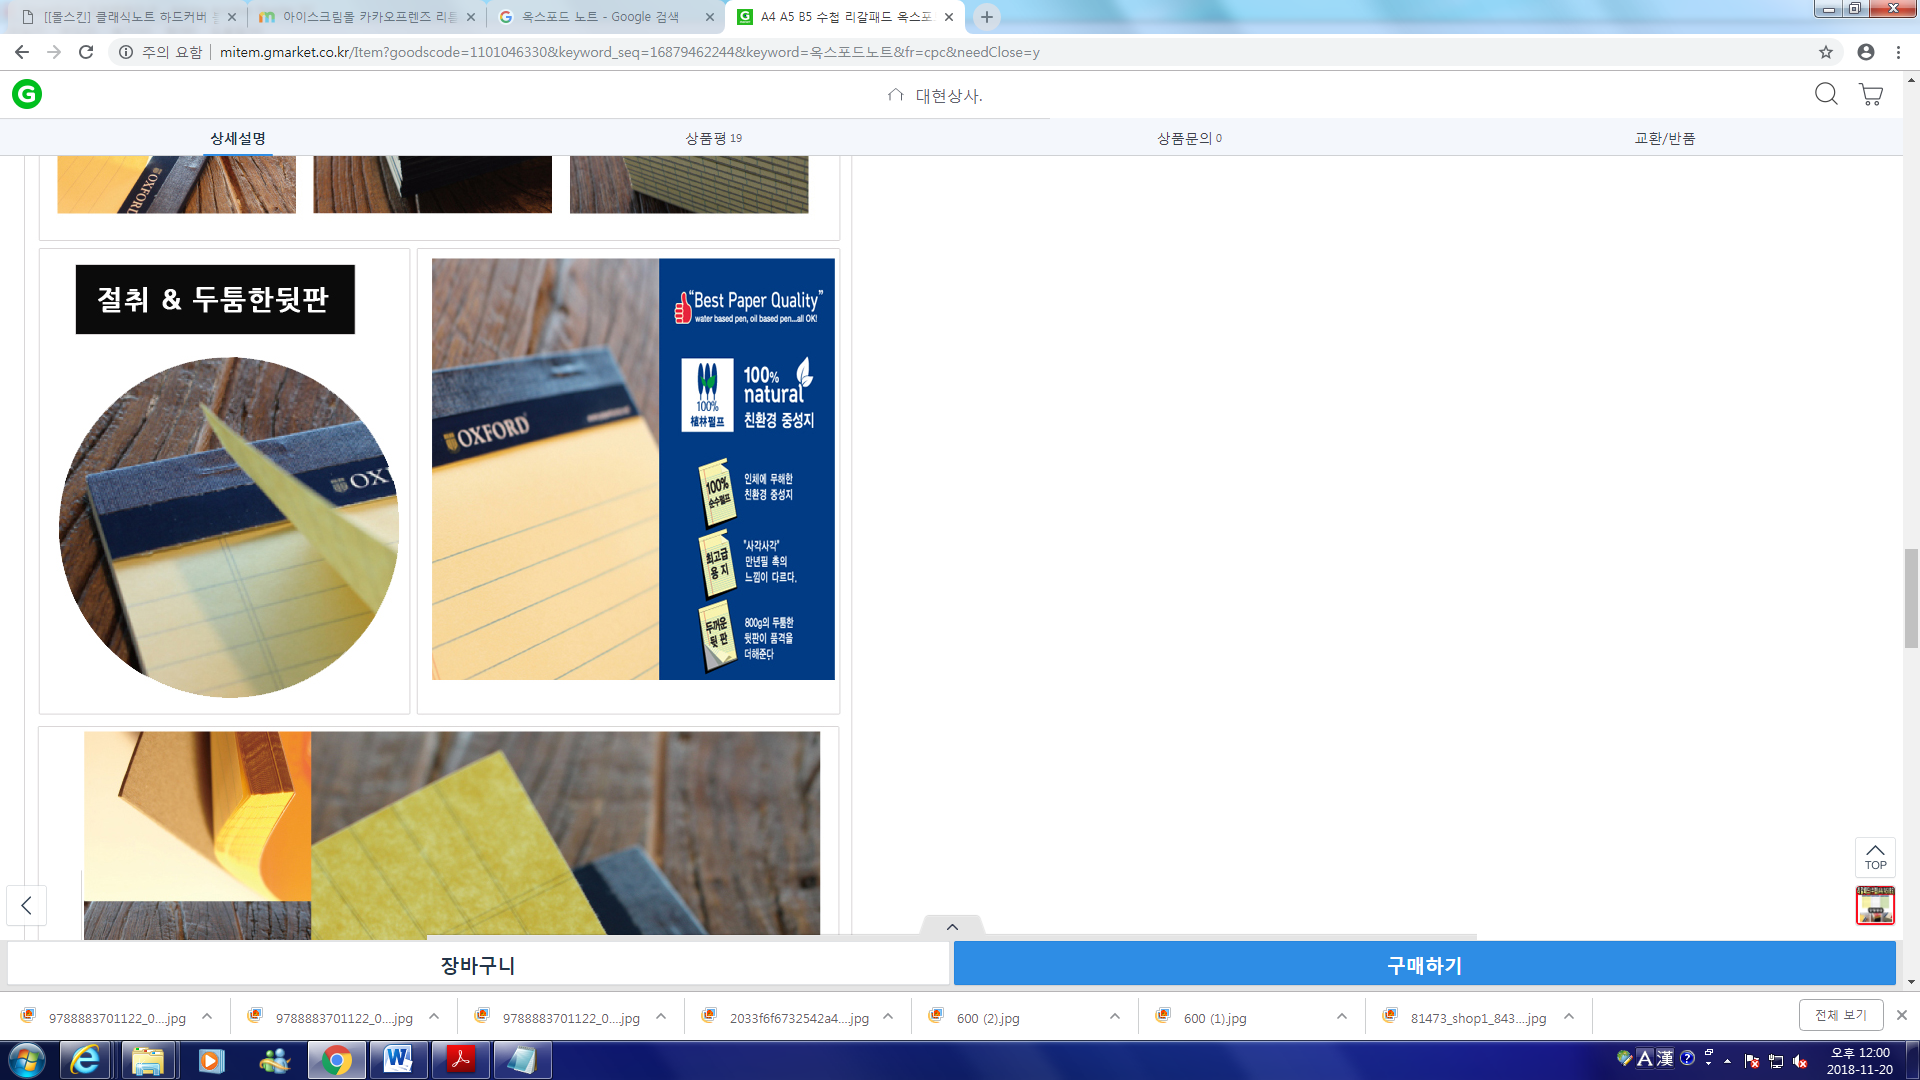 [[몰스킨] 클래식노트 하드커버
아이스크림몰 카카오프렌즈 리틀
옥스포드 노트 - Google 검색
A4 A5 B5 수첩 리갈패드 옥스포
주의 요함
mitem.gmarket.co.kr/Item?goodscode=1101046330&keyword_seq=16879462244&keyword=옥스포드노트&fr=cpc&needClose=y
G
대현상사.
상세설명
상품평 19
상품문의 0
교환/반품
OXFORD
절취 & 두툼한뒷판
"Best Paper Quality"
water based pen, oil based pen...all OK!
100%
植林펄프
100%
natural
친환경 중성지
OXFORD
OX
100%
순수펄프
인체에 무해한
친환경 중성지
최고급
용 지
"사각사각"
만년필 촉의
느낌이 다르다.
두꺼운
뒷 판
800g의 두툼한
뒷판이 품격을
더해준다
TOP
장바구니
구매하기
9788883701122_0....jpg
9788883701122_0....jpg
9788883701122_0....jpg
2033f6f6732542a4....jpg
600 (2).jpg
600 (1).jpg
81473_shop1_843....jpg
전체 보기
A 漢
오후 12:00
2018-11-20